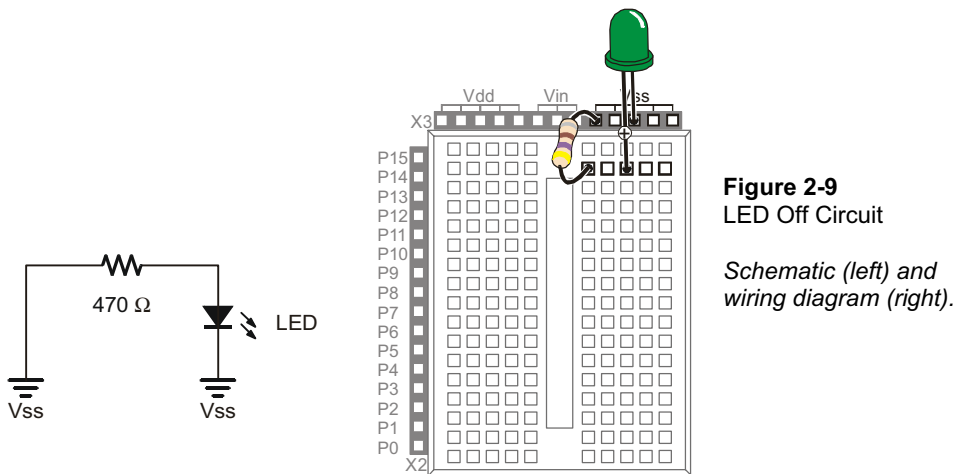 Vdd Vin Vss
X3
P15
P14
P13
P12
P11
P10
P9
P8
P7
P6
P5
P4
P3
P2
P1
P0
X2
+
470 Ω
LED
Vss Vss
Figure 2-9
LED Off Circuit
Schematic (left) and
wiring diagram (right).